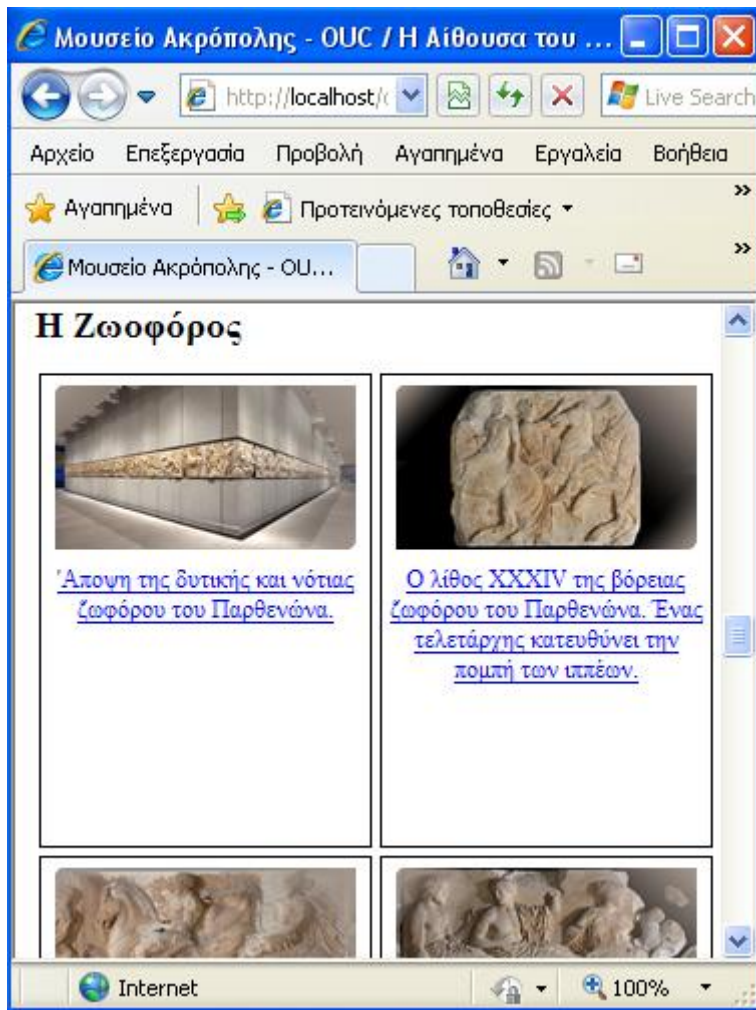 Μουσείο Ακρόπολης - OUC / Η Αίθουσα του ...
http://localhost/
Live Search
Αρχείο Επεξεργασία Προβολή Αγαπημένα Εργαλεία Βοήθεια
Αγαπημένα Προτεινόμενες τοποθεσίες
Μουσείο Ακρόπολης - OU...
Η Ζωοφόρος
Άποψη της δυτικής και νότιας
ζωφόρου του Παρθενώνα.
Ο λίθος XXXIV της βόρειας
ζωφόρου του Παρθενώνα. Ένας
τελετάρχης κατευθύνει την
πομπή των ιππέων.
Internet 100%